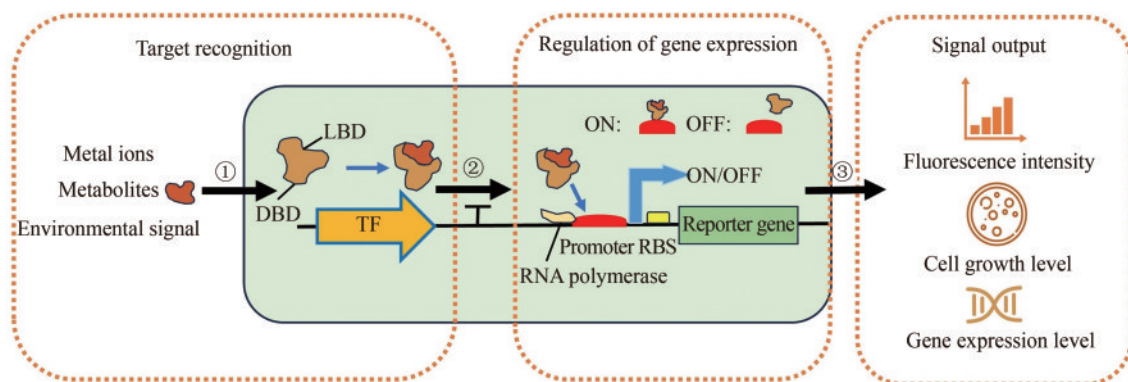 Target recognition
Regulation of gene expression
Signal output
LBD
ON:
OFF:
Metal ions
①
②
③
Metabolites
DBD
ON/OFF
Fluorescence intensity
Environmental signal
TF
Promoter RBS
Reporter gene
RNA polymerase
Cell growth level
Gene expression level